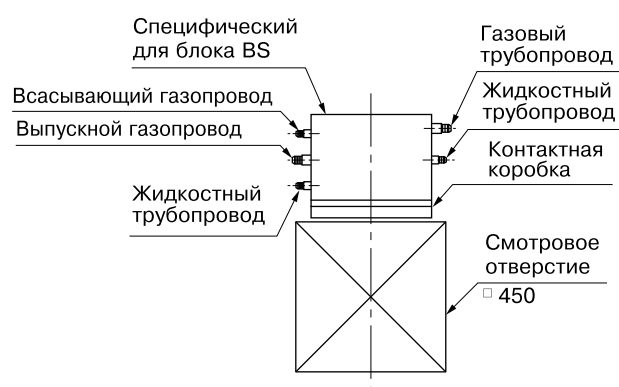 Специфический
для блока BS
Всасывающий газопровод
Выпускной газопровод
Жидкостный
трубопровод
Газовый
трубопровод
Жидкостный
трубопровод
Контактная
коробка
Смотровое
отверстие
□ 450